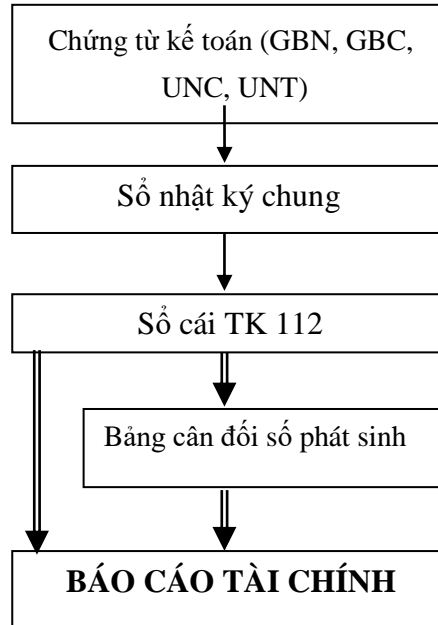 Chứng từ kế toán (GBN, GBC,
UNC, UNT)
Sổ nhật ký chung
Sổ cái TK 112
Bảng cân đối số phát sinh
BÁO CÁO TÀI CHÍNH